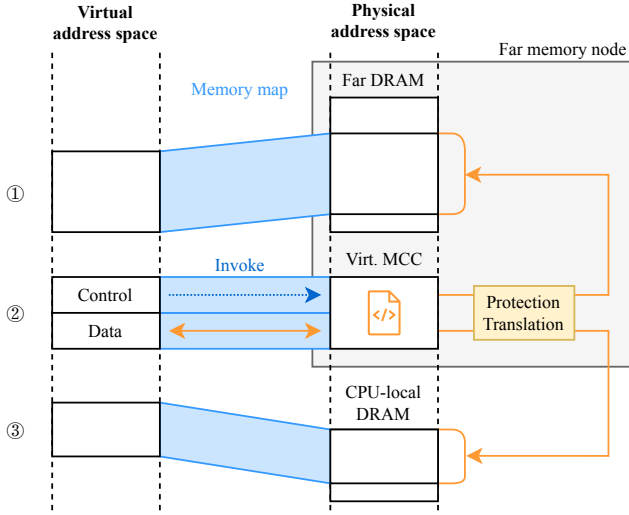 Virtual
address space
Physical
address space
Far memory node
Memory map
Far DRAM
①
Invoke
Virt. MCC
②
Control
Data
</>
Protection
Translation
③
CPU-local
DRAM